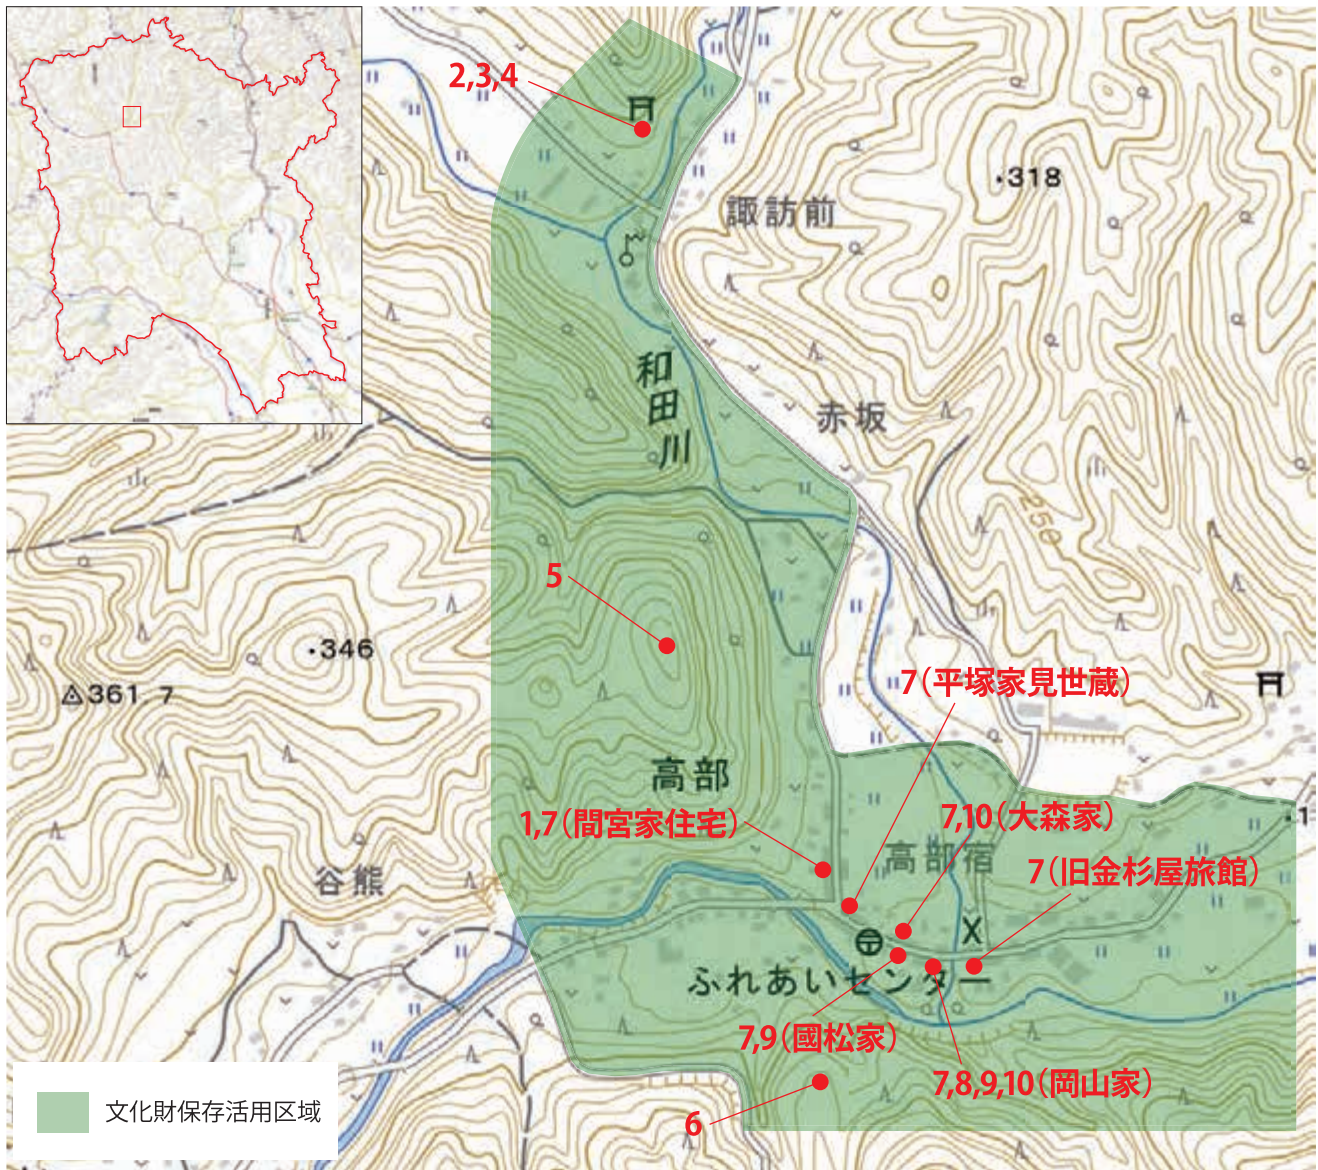 2,3,4
諏訪前
・318
和田川
赤坂
250
5
・346
361 7
7（平塚家見世蔵）
高部
1,7（間宮家住宅）
7,10（大森家）
高部宿
7（旧金杉屋旅館）
谷熊
ふれあいセンター
7,9（國松家）
7,8,9,10（岡山家）
6
文化財保存活用区域